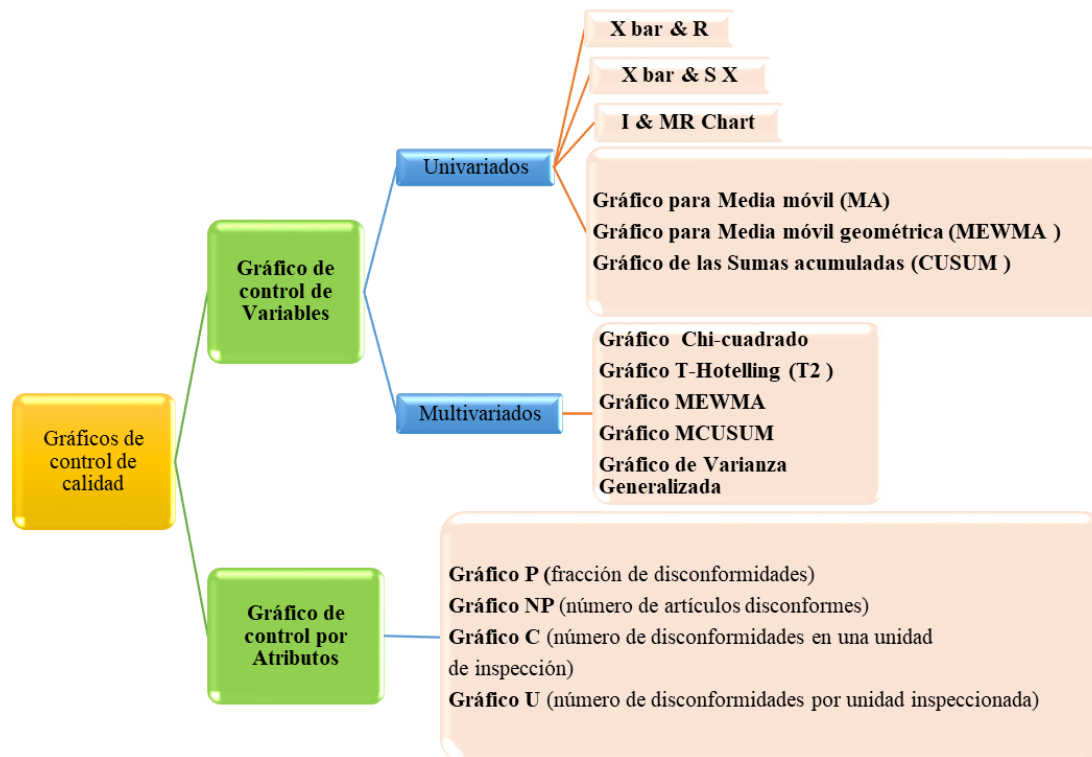 X bar & R
X bar & S X
I & MR Chart
Univariados
Gráfico para Media móvil (MA)
Gráfico para Media móvil geométrica (MEWMA )
Gráfico de las Sumas acumuladas (CUSUM )
Gráfico de
control de
Variables
Gráfico Chi-cuadrado
Gráfico T-Hotelling (T2 )
Gráfico MEWMA
Gráfico MCUSUM
Gráfico de Varianza
Generalizada
Multivariados
Gráficos de
control de
calidad
Gráfico de
control por
Atributos
Gráfico P (fracción de disconformidades)
Gráfico NP (número de artículos disconformes)
Gráfico C (número de disconformidades en una unidad
de inspección)
Gráfico U (número de disconformidades por unidad inspeccionada)